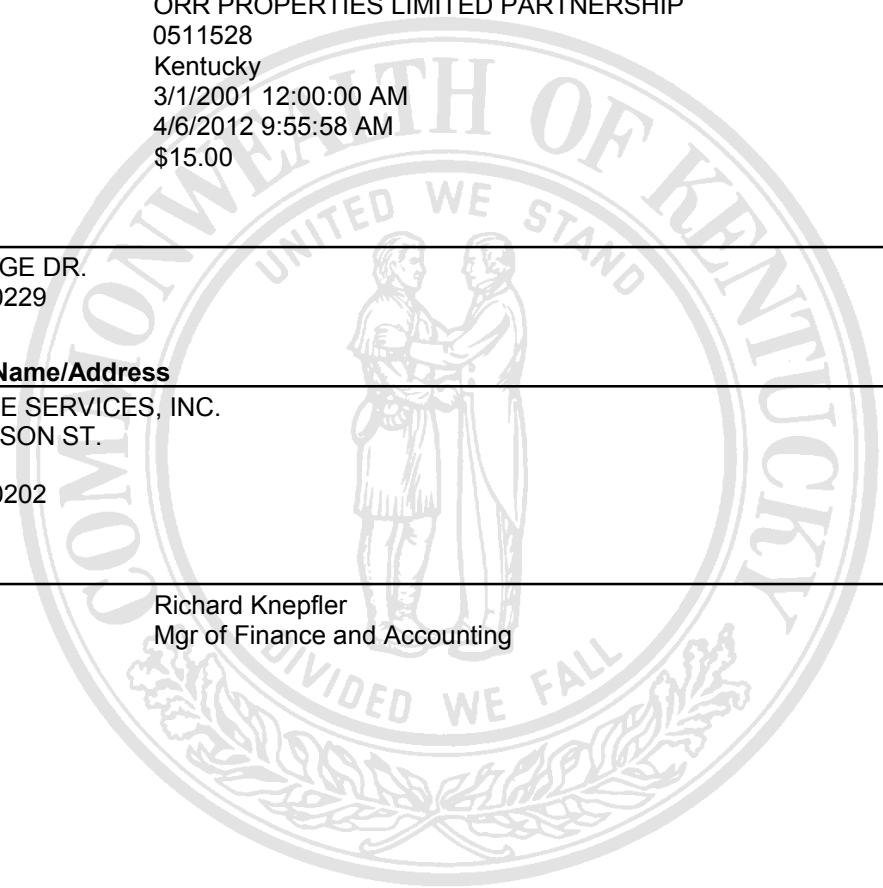 ORR PROPERTIES LIMITED PARTNERSHIP
0511528
Kentucky
3/1/2001 12:00:00 AM
4/6/2012 9:55:58 AM
$15.00
GE DR.
0229
Name/Address
E SERVICES, INC.
SON ST.
0202
Richard Knepfler
Mgr of Finance and Accounting
COMMONWEALTH OF KENTUCKY
UNITED WE STAND
DIVIDED WE FALL